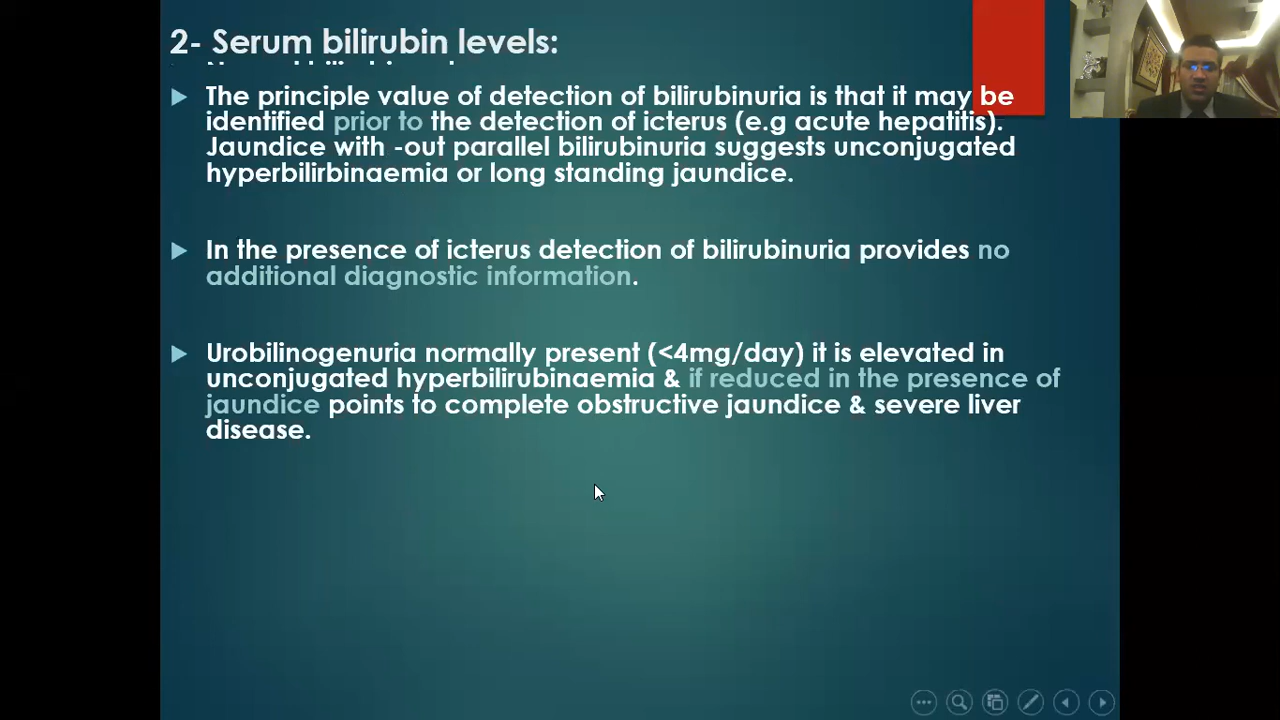 2- Serum bilirubin levels:
The principle value of detection of bilirubinuria is that it may be
identified prior to the detection of icterus (e.g acute hepatitis).
Jaundice with -out parallel bilirubinuria suggests unconjugated
hyperbilirbinaemia or long standing jaundice.
In the presence of icterus detection of bilirubinuria provides no
additional diagnostic information.
Urobilinogenuria normally present (<4mg/day) it is elevated in
unconjugated hyperbilirubinaemia & if reduced in the presence of
jaundice points to complete obstructive jaundice & severe liver
disease.